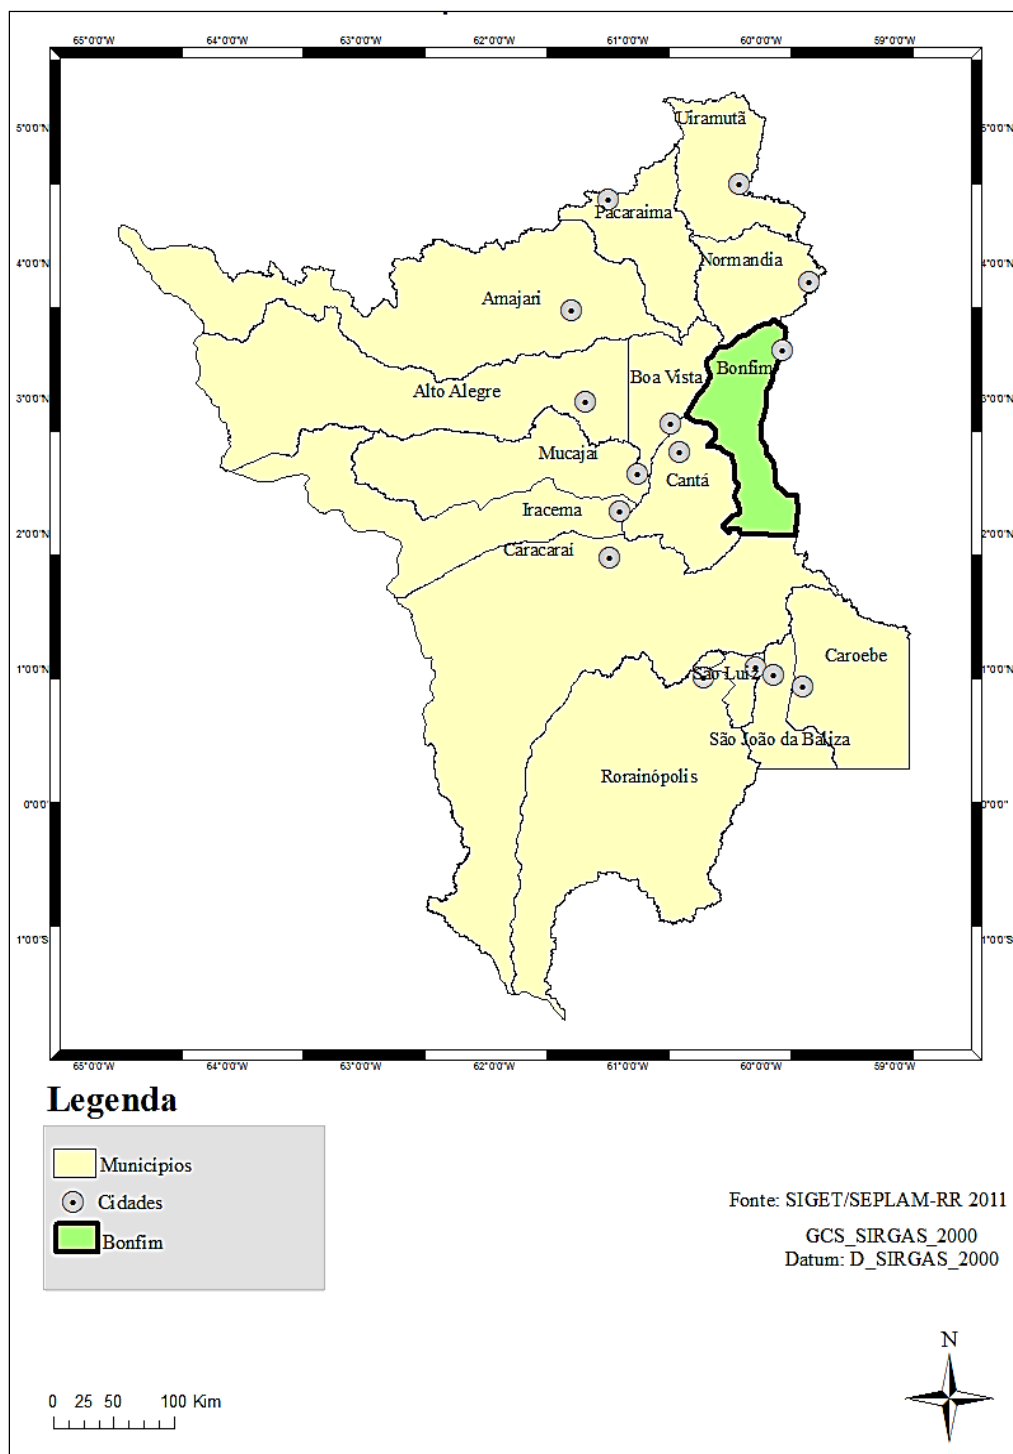 65°0'0"W 64°0'0"W 63°0'0"W 62°0'0"W 61°0'0"W 60°0'0"W 59°0'0"W
Uiramutã
5°0'0"N 5°0'0"N
Pacaraima
Normandia
4°0'0"N 4°0'0"N
Amajari
Bonfim
Boa Vista
Alto Alegre
3°0'0"N 3°0'0"N
Mucajaí
Cantá
Iracema
2°0'0"N 2°0'0"N
Caracaraí
Caroebe
1°0'0"N 1°0'0"N
São Luiz
São João da Baliza
Rorainópolis
0°0'0" 0°0'0"
1°0'0"S 1°0'0"S
65°0'0"W 64°0'0"W 63°0'0"W 62°0'0"W 61°0'0"W 60°0'0"W 59°0'0"W
Legenda
Municípios
Cidades
Bonfim
Fonte: SIGET/SEPLAM-RR 2011
GCS_SIRGAS_2000
Datum: D_SIRGAS_2000
N
0 25 50 100 Kim